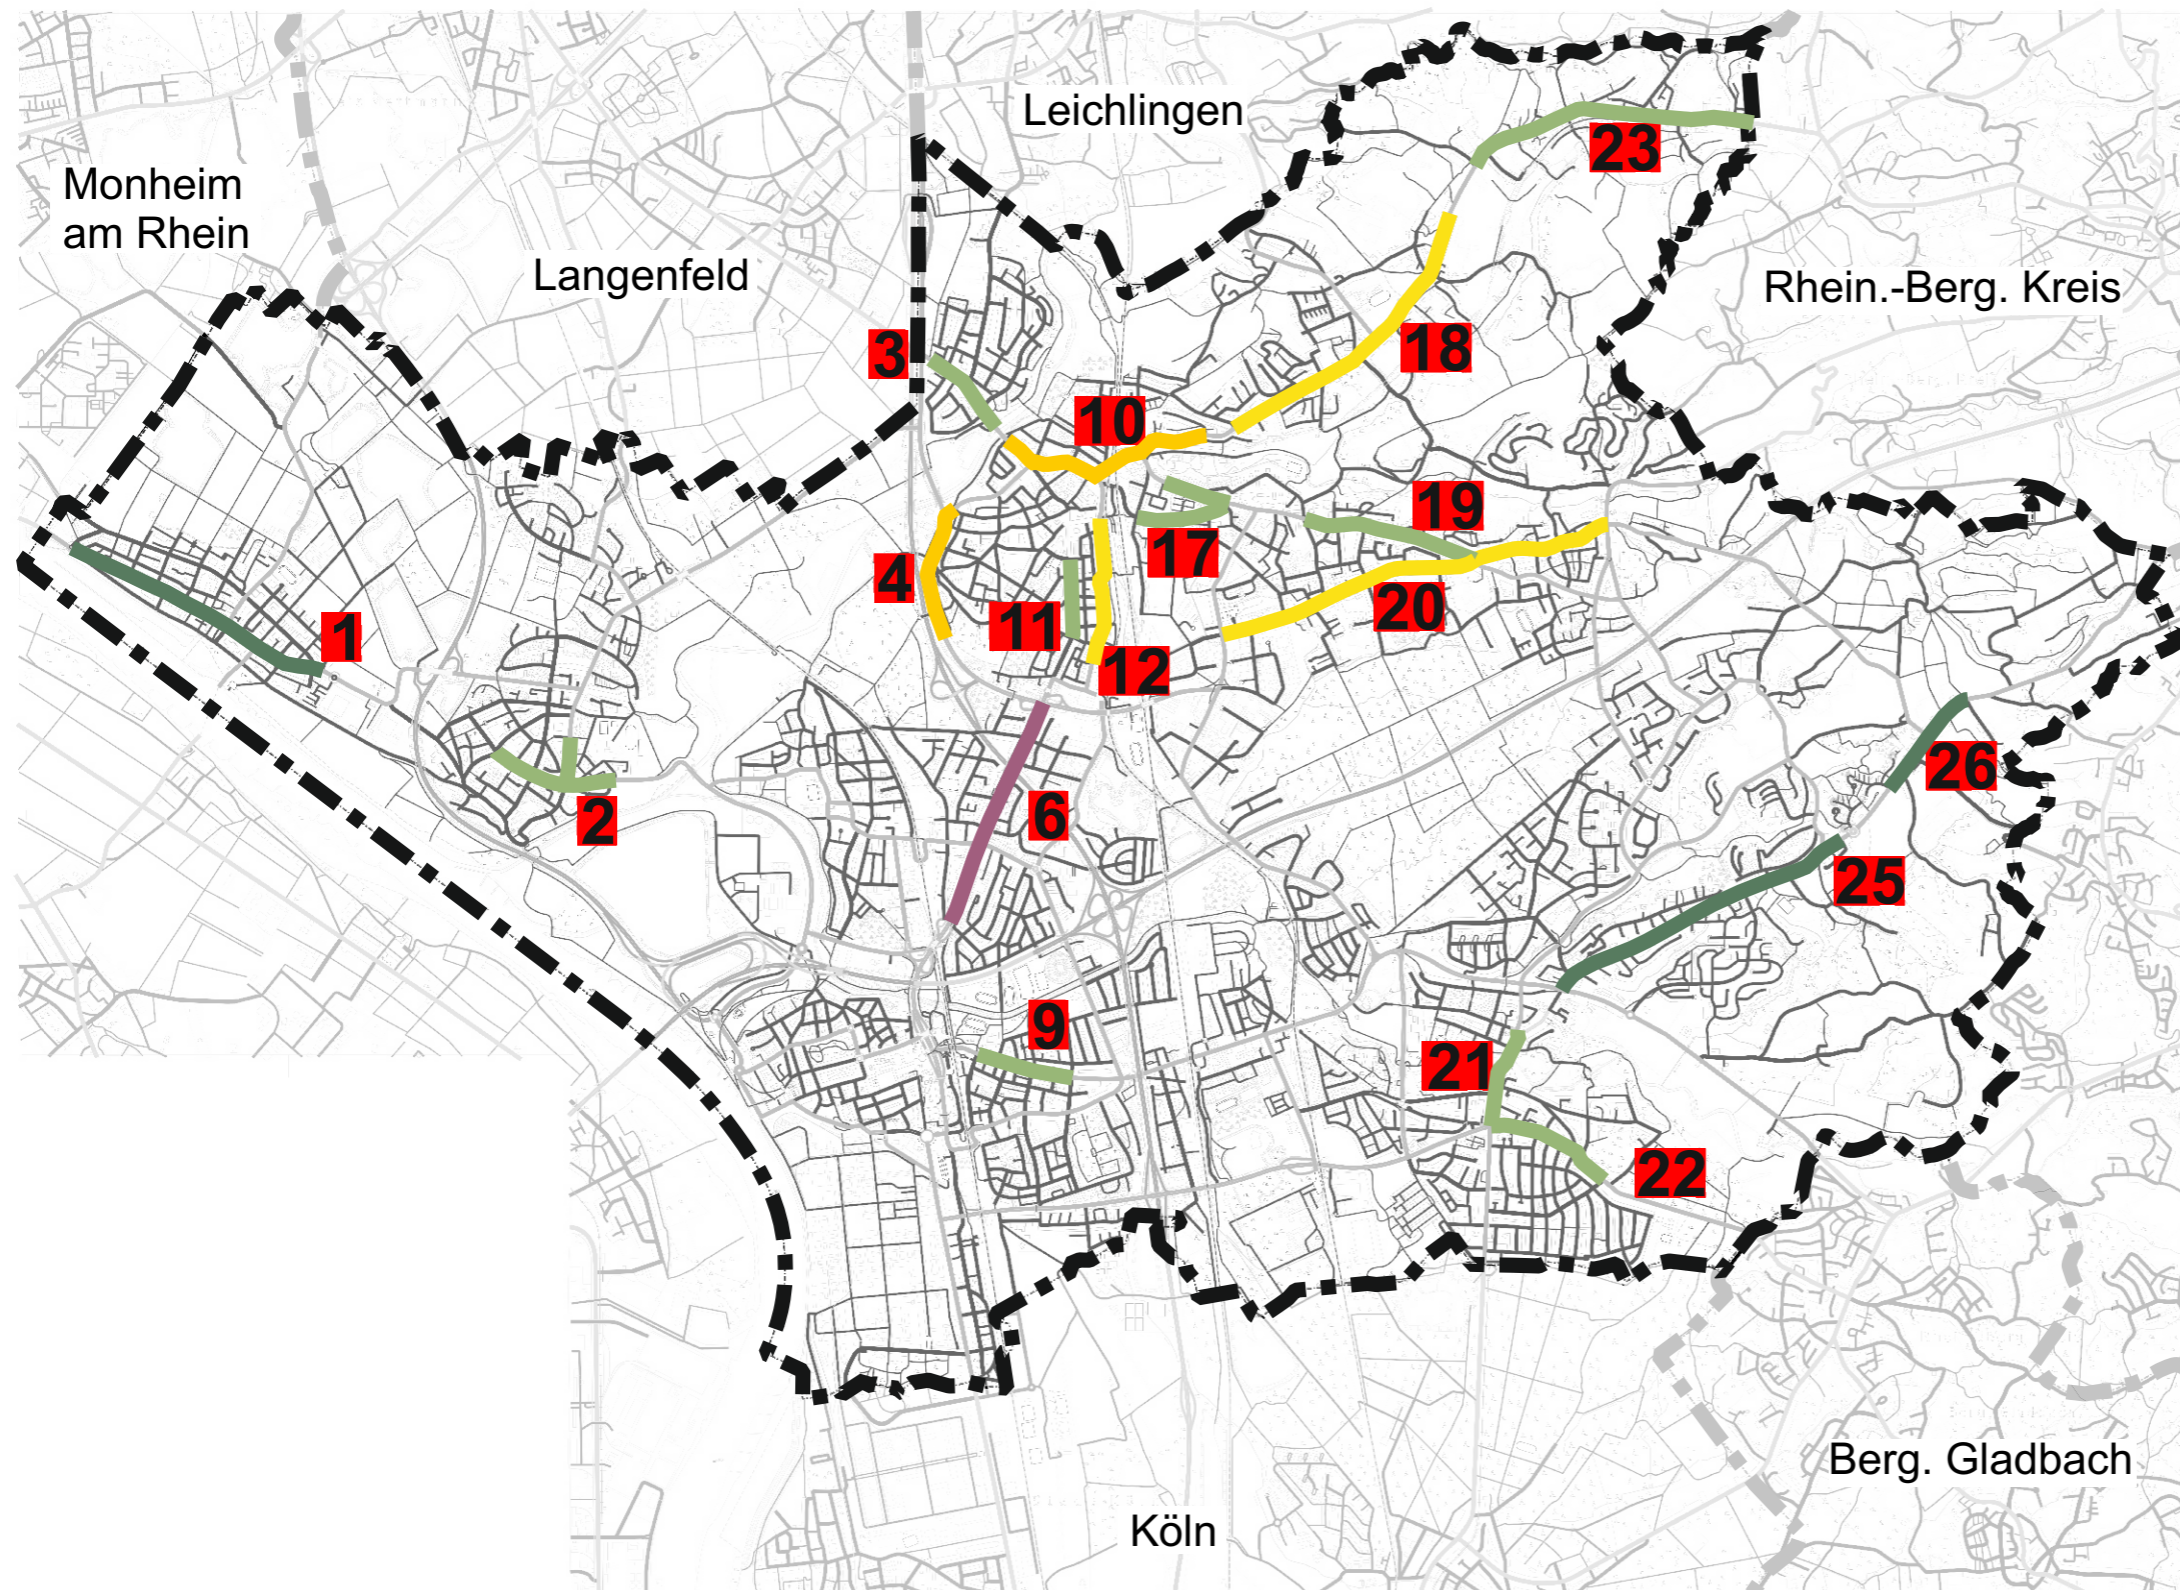 Leichlingen
23
Monheim
am Rhein
Langenfeld
Rhein.-Berg. Kreis
3
18
10
19
17
4
20
11
1
12
2
6
26
25
9
21
22
Berg. Gladbach
Köln